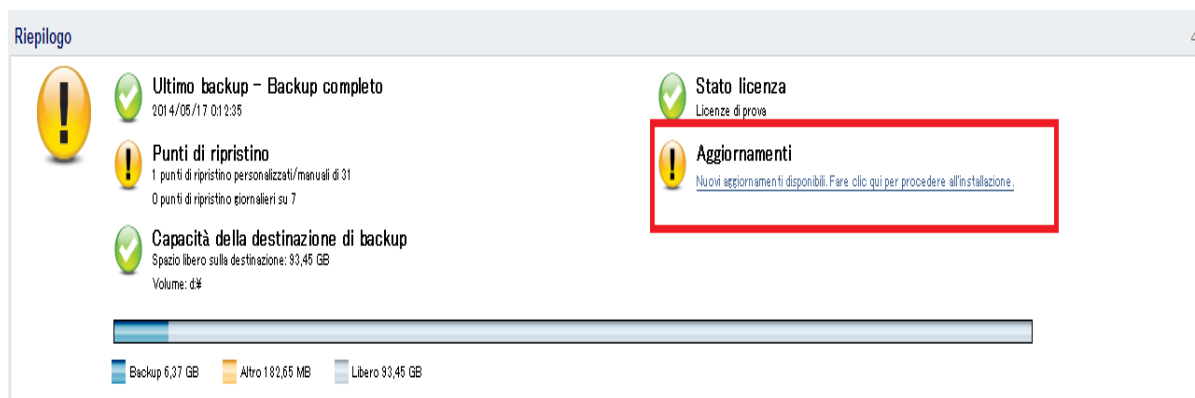 Riepilogo
Ultimo backup - Backup completo
2014/05/17 0:12:35
Punti di ripristino
1 punti di ripristino personalizzati/manuali di 31
0 punti di ripristino giornalieri su 7
Capacità della destinazione di backup
Spazio libero sulla destinazione: 93,45 GB
Volume: d:¥
Stato licenza
Licenze di prova
Aggiornamenti
Nuovi aggiornamenti disponibili. Fare clic qui per procedere all'installazione.
Backup 6,37 GB
Altro 182,65 MB
Libero 93,45 GB